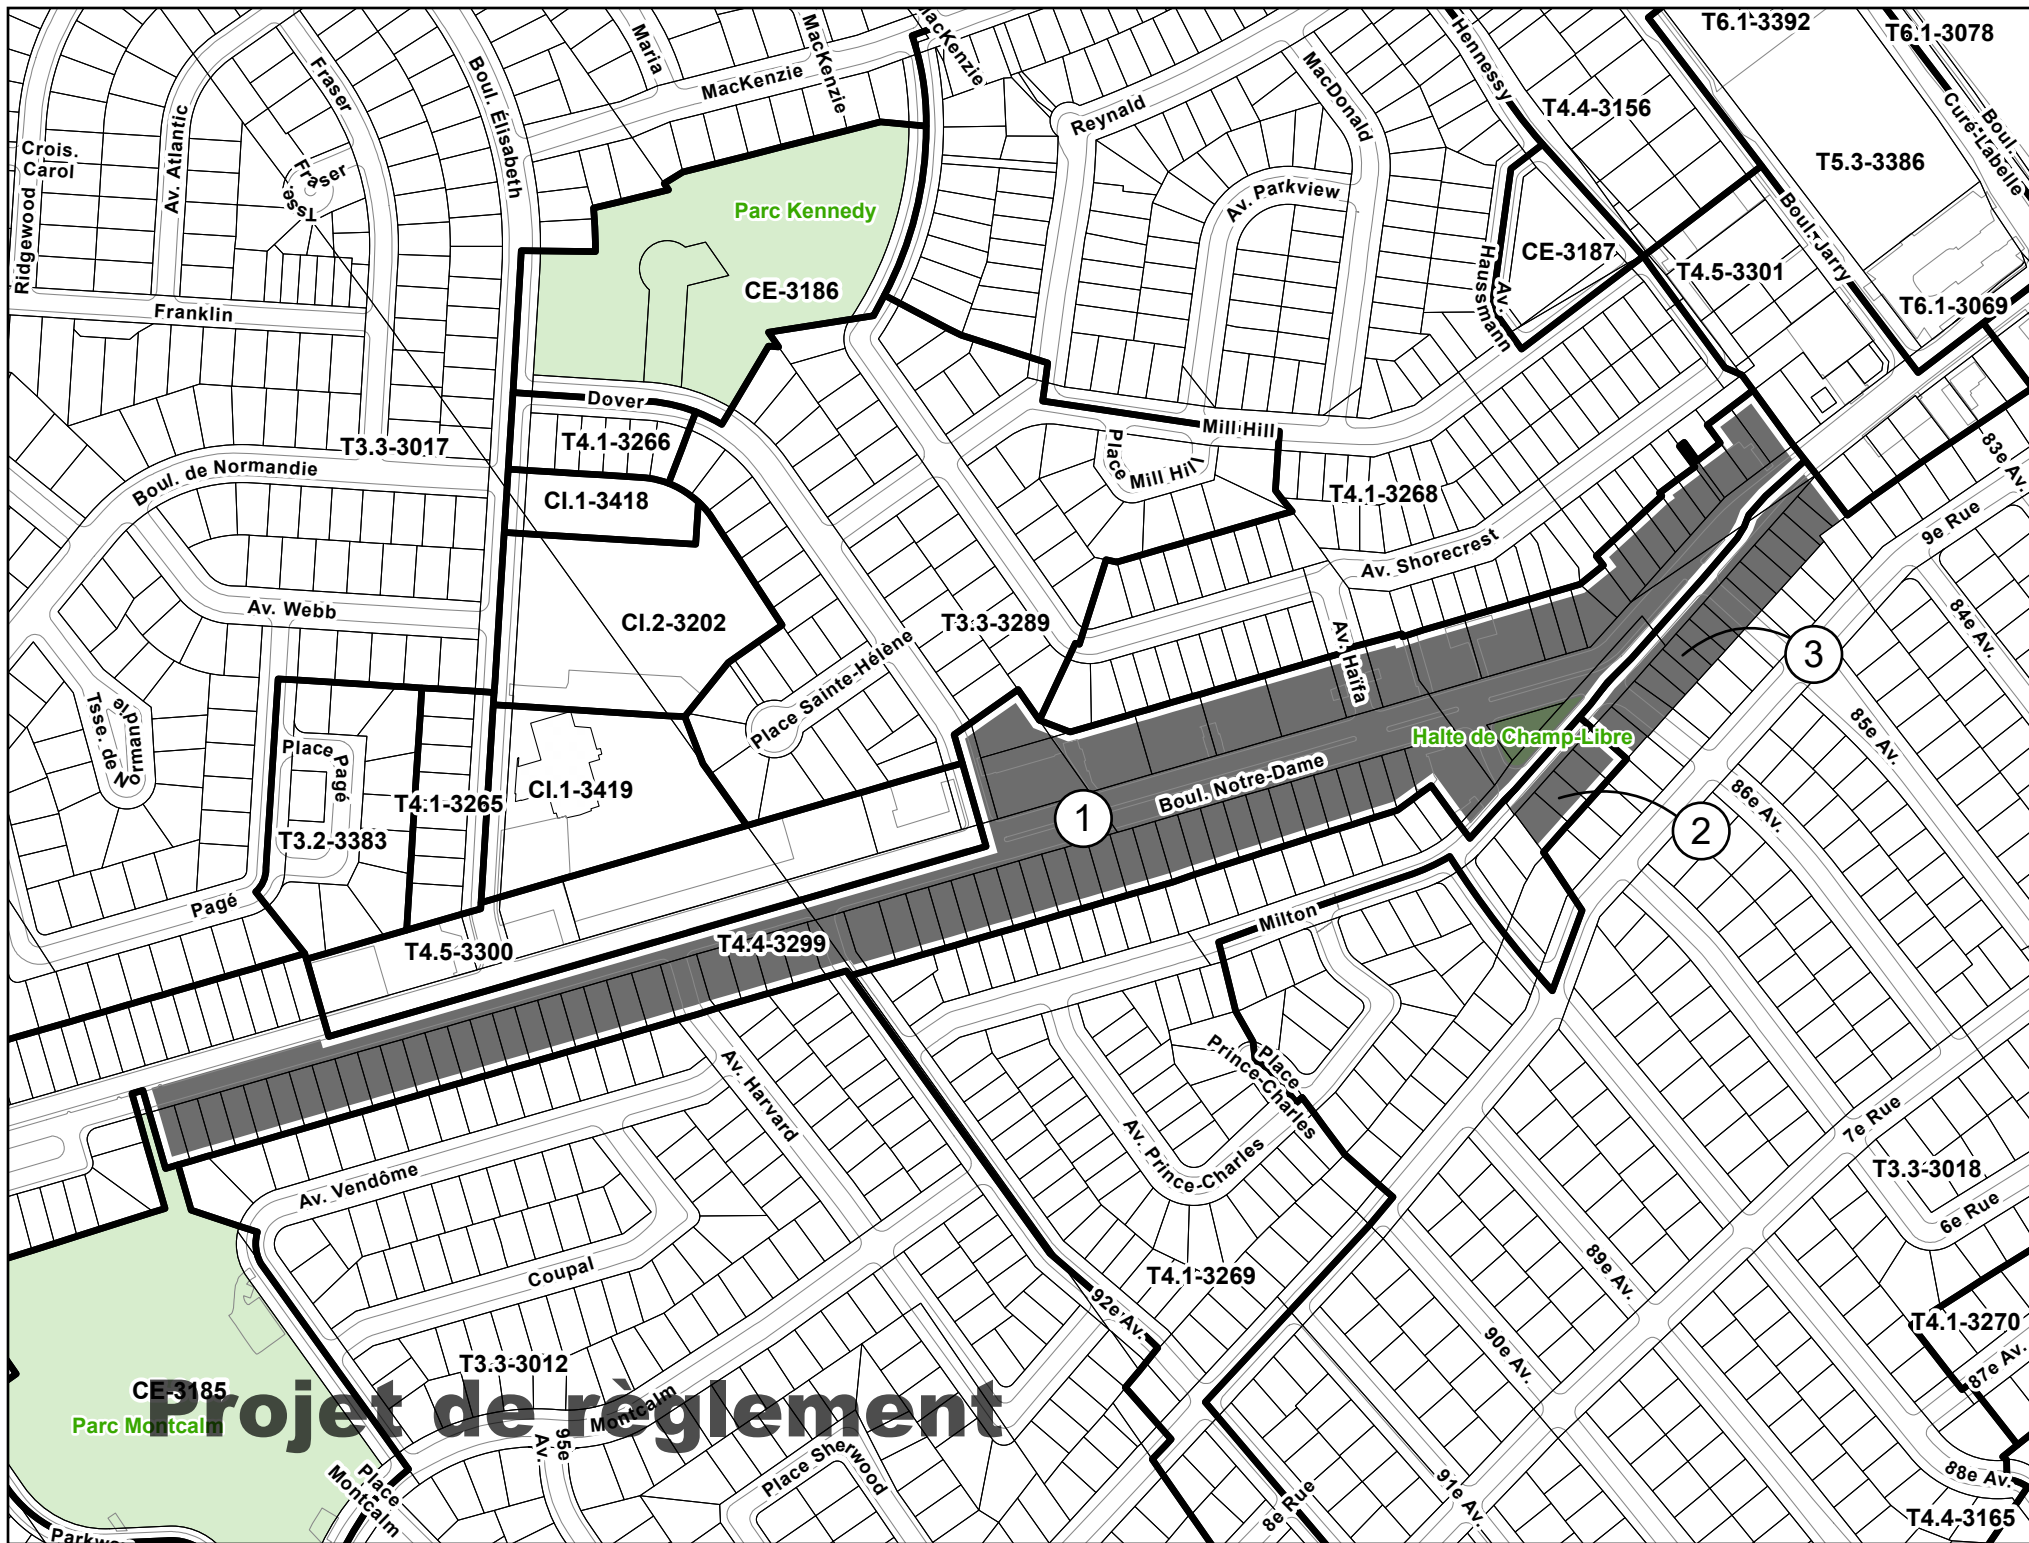 T6.1-3392
T6.1-3078
MacKenzie
MacKenzie
Maria
MacKenzie
Hennessy
Fraser
Boul. Élisabeth
MacDonald
Reynald
T4.4-3156
Boul.
Curé-Labelle
Av. Atlantic
Crois.
Carol
T5.3-3386
Fraser
Tsse.
Av. Parkview
Parc Kennedy
Ridgewood
CE-3187
Boul. Jarry
T4.5-3301
CE-3186
Av.
Haussmann
T6.1-3069
Franklin
Dover
Mill Hill
T3.3-3017
T4.1-3266
Place
Mill Hill
83e Av.
Boul. de Normandie
CI.1-3418
T4.1-3268
9e Rue
Av. Shorecrest
Av. Webb
CI.2-3202
T3.3-3289
84e Av.
Av. Haïfa
3
Place Sainte-Hélène
Tsse. de
Normandie
85e Av.
Halte de Champ-Libre
Place
Pagé
Boul. Notre-Dame
T4.1-3265
CI.1-3419
1
86e Av.
2
T3.2-3383
Pagé
Milton
T4.5-3300
T4.4-3299
Place
Prince-Charles
Av. Harvard
Av. Prince-Charles
7e Rue
T3.3-3018
Av. Vendôme
6e Rue
Coupal
T4.1-3269
89e Av.
92e Av.
T4.1-3270
90e Av.
87e Av.
T3.3-3012
CE-3185
Parc Montcalm
Projet de règlement
Montcalm
95e
Av.
Place Sherwood
Place
Montcalm
88e Av.
91e Av.
8e Rue
T4.4-3165